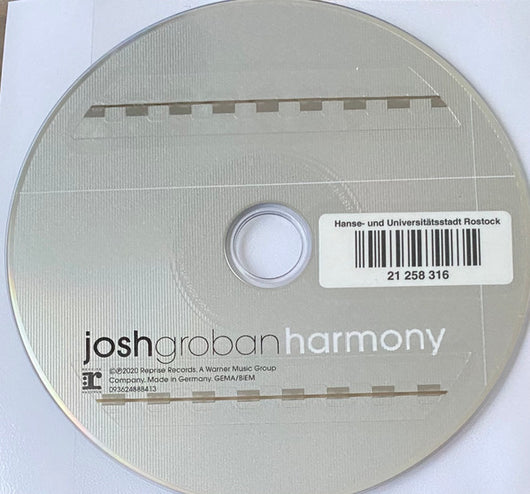 Hanse- und Universitätsstadt Rostock
21 258 316
joshgrobanharmony
©℗2020 Reprise Records. A Warner Music Group
Company. Made in Germany. GEMA/BIEM
093624888413